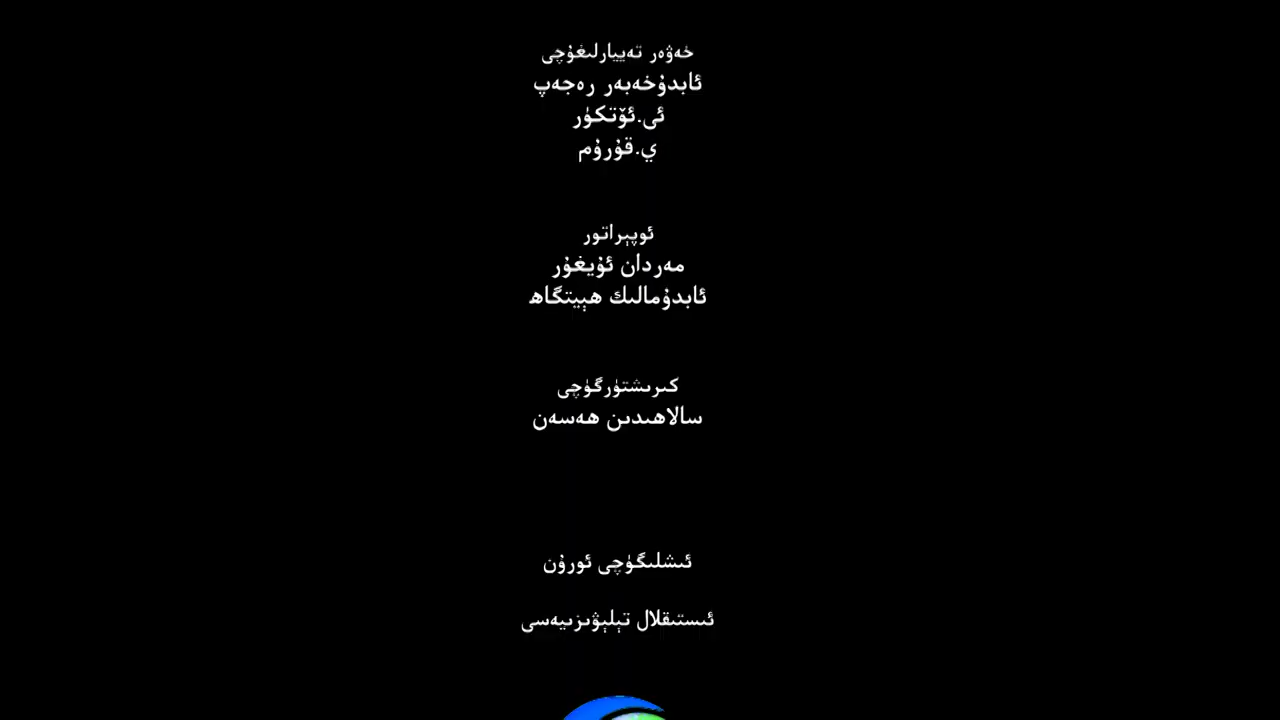 خەۋەر تەييارلىغۇچى
ئابدۇخەبەر رەجەپ
ئى.ئۆتكۈر
ي.قۇرۇم
ئوپېراتور
مەردان ئۇيغۇر
ئابدۇمالىك ھېيتگاھ
كىرىشتۈرگۈچى
سالاھىدىن ھەسەن
ئىشلىگۈچى ئورۇن
ئىستىقلال تېلېۋىزىيەسى